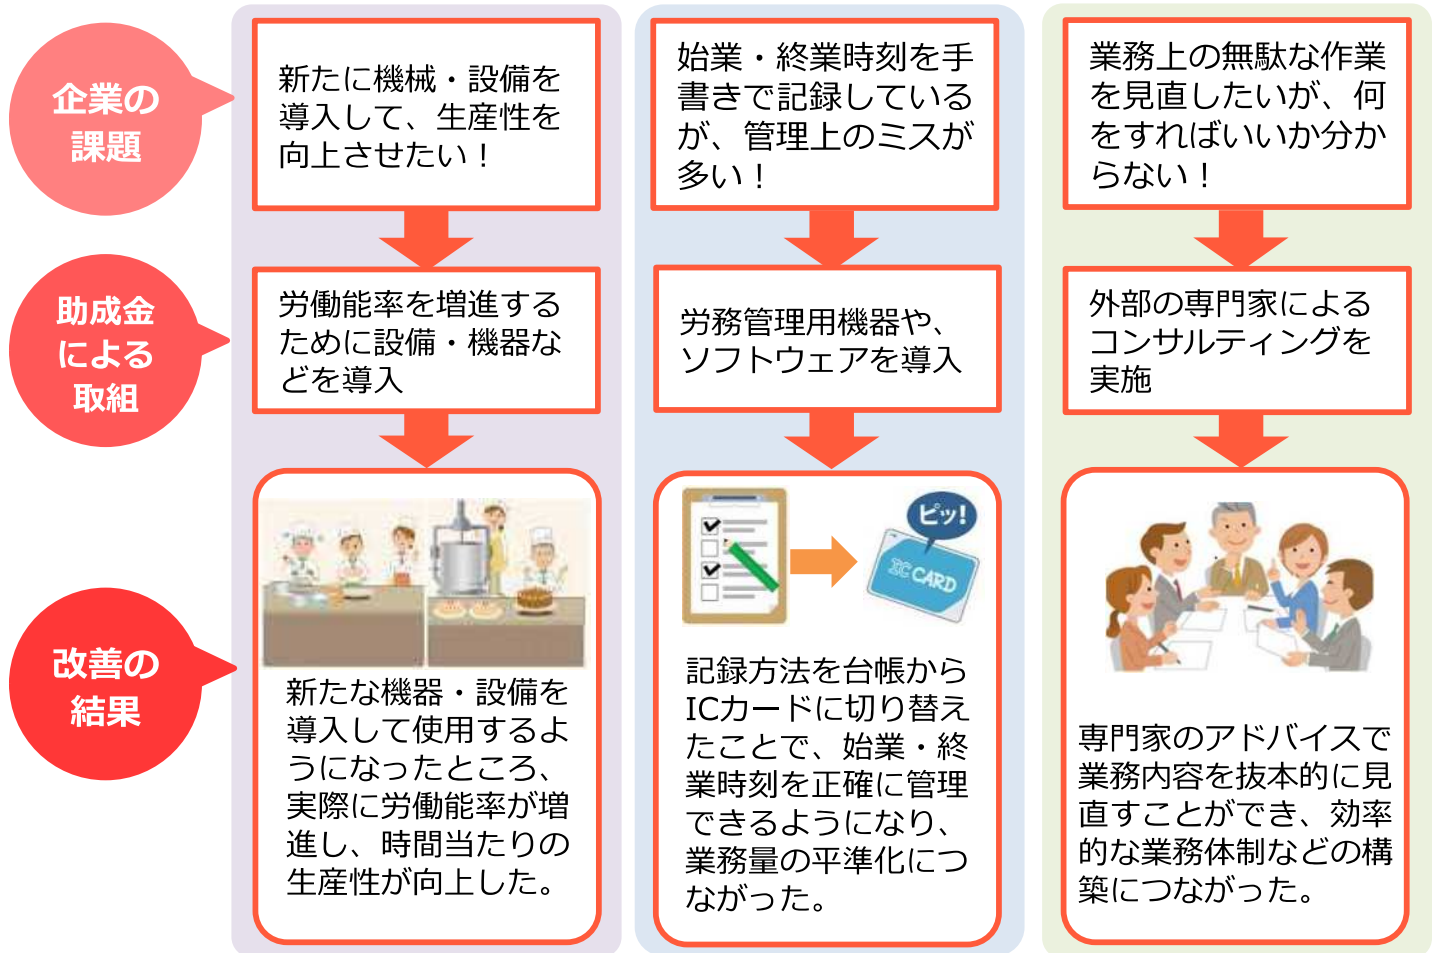 企業の
課題
新たに機械・設備を
導入して、生産性を
向上させたい！
始業・終業時刻を手
書きで記録している
が、管理上のミスが
多い！
業務上の無駄な作業
を見直したいが、何
をすればいいか分か
らない！
助成金
による
取組
労働能率を増進する
ために設備・機器な
どを導入
労務管理用機器や、
ソフトウェアを導入
外部の専門家による
コンサルティングを
実施
改善の
結果
新たな機器・設備を
導入して使用するよ
うになったところ、
実際に労働能率が増
進し、時間当たりの
生産性が向上した。
ピッ!
IC CARD
記録方法を台帳から
ICカードに切り替え
たことで、始業・終
業時刻を正確に管理
できるようになり、
業務量の平準化につ
ながった。
専門家のアドバイスで
業務内容を抜本的に見
直すことができ、効率
的な業務体制などの構
築につながった。